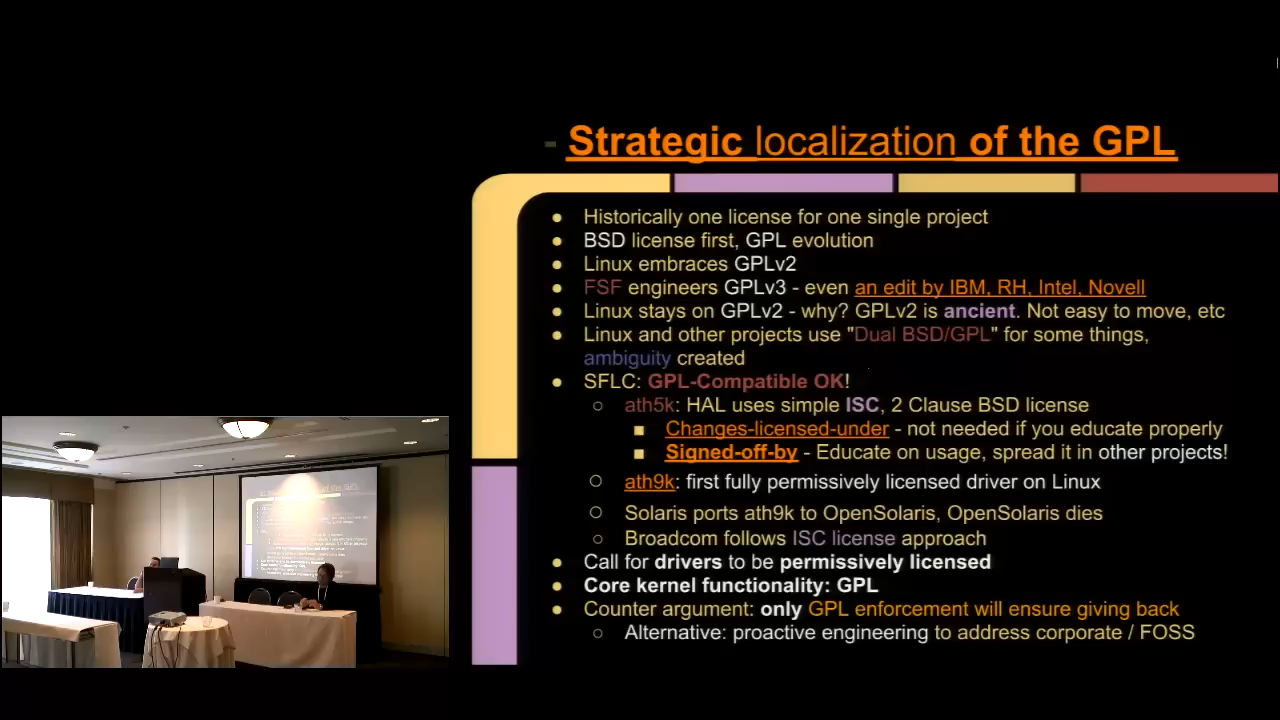 - Strategic localization of the GPL
● Historically one license for one single project
● BSD license first, GPL evolution
● Linux embraces GPLv2
● FSF engineers GPLv3 - even an edit by IBM, RH, Intel, Novell
● Linux stays on GPLv2 - why? GPLv2 is ancient. Not easy to move, etc
● Linux and other projects use "Dual BSD/GPL" for some things,
ambiguity created
● SFLC: GPL-Compatible OK!
○ ath5k: HAL uses simple ISC, 2 Clause BSD license
■ Changes-licensed-under - not needed if you educate properly
■ Signed-off-by - Educate on usage, spread it in other projects!
○ ath9k: first fully permissively licensed driver on Linux
○ Solaris ports ath9k to OpenSolaris, OpenSolaris dies
○ Broadcom follows ISC license approach
● Call for drivers to be permissively licensed
● Core kernel functionality: GPL
● Counter argument: only GPL enforcement will ensure giving back
○ Alternative: proactive engineering to address corporate / FOSS